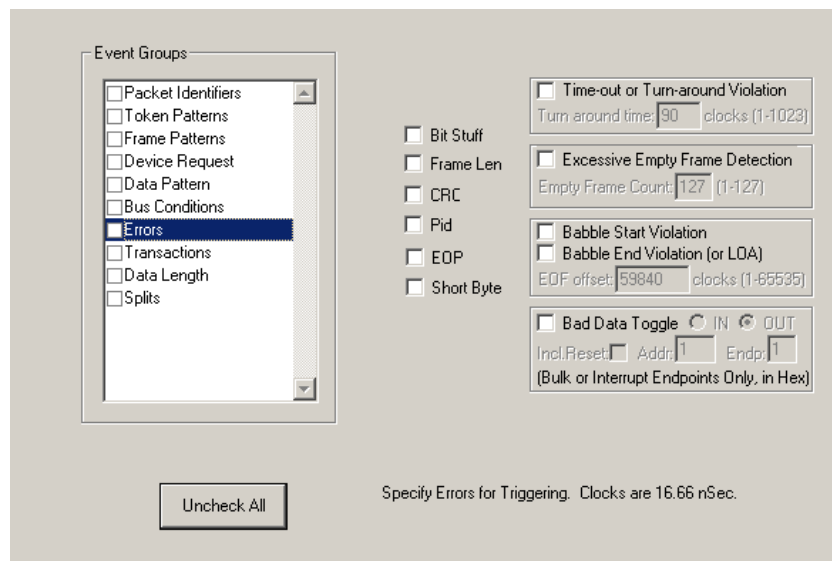 Event Groups
Packet Identifiers
Token Patterns
Frame Patterns
Device Request
Data Pattern
Bus Conditions
Errors
Transactions
Data Length
Splits
Bit Stuff
Frame Len
CRC
Pid
EOP
Short Byte
Time-out or Turn-around Violation
Turn around time: 90 clocks (1-1023)
Excessive Empty Frame Detection
Empty Frame Count: 127 (1-127)
Babble Start Violation
Babble End Violation (or LOA)
EOF offset: 59840 clocks (1-65535)
Bad Data Toggle IN OUT
Incl.Reset: Addr: 1 Endp: 1
(Bulk or Interrupt Endpoints Only, in Hex)
Uncheck All
Specify Errors for Triggering. Clocks are 16.66 nSec.